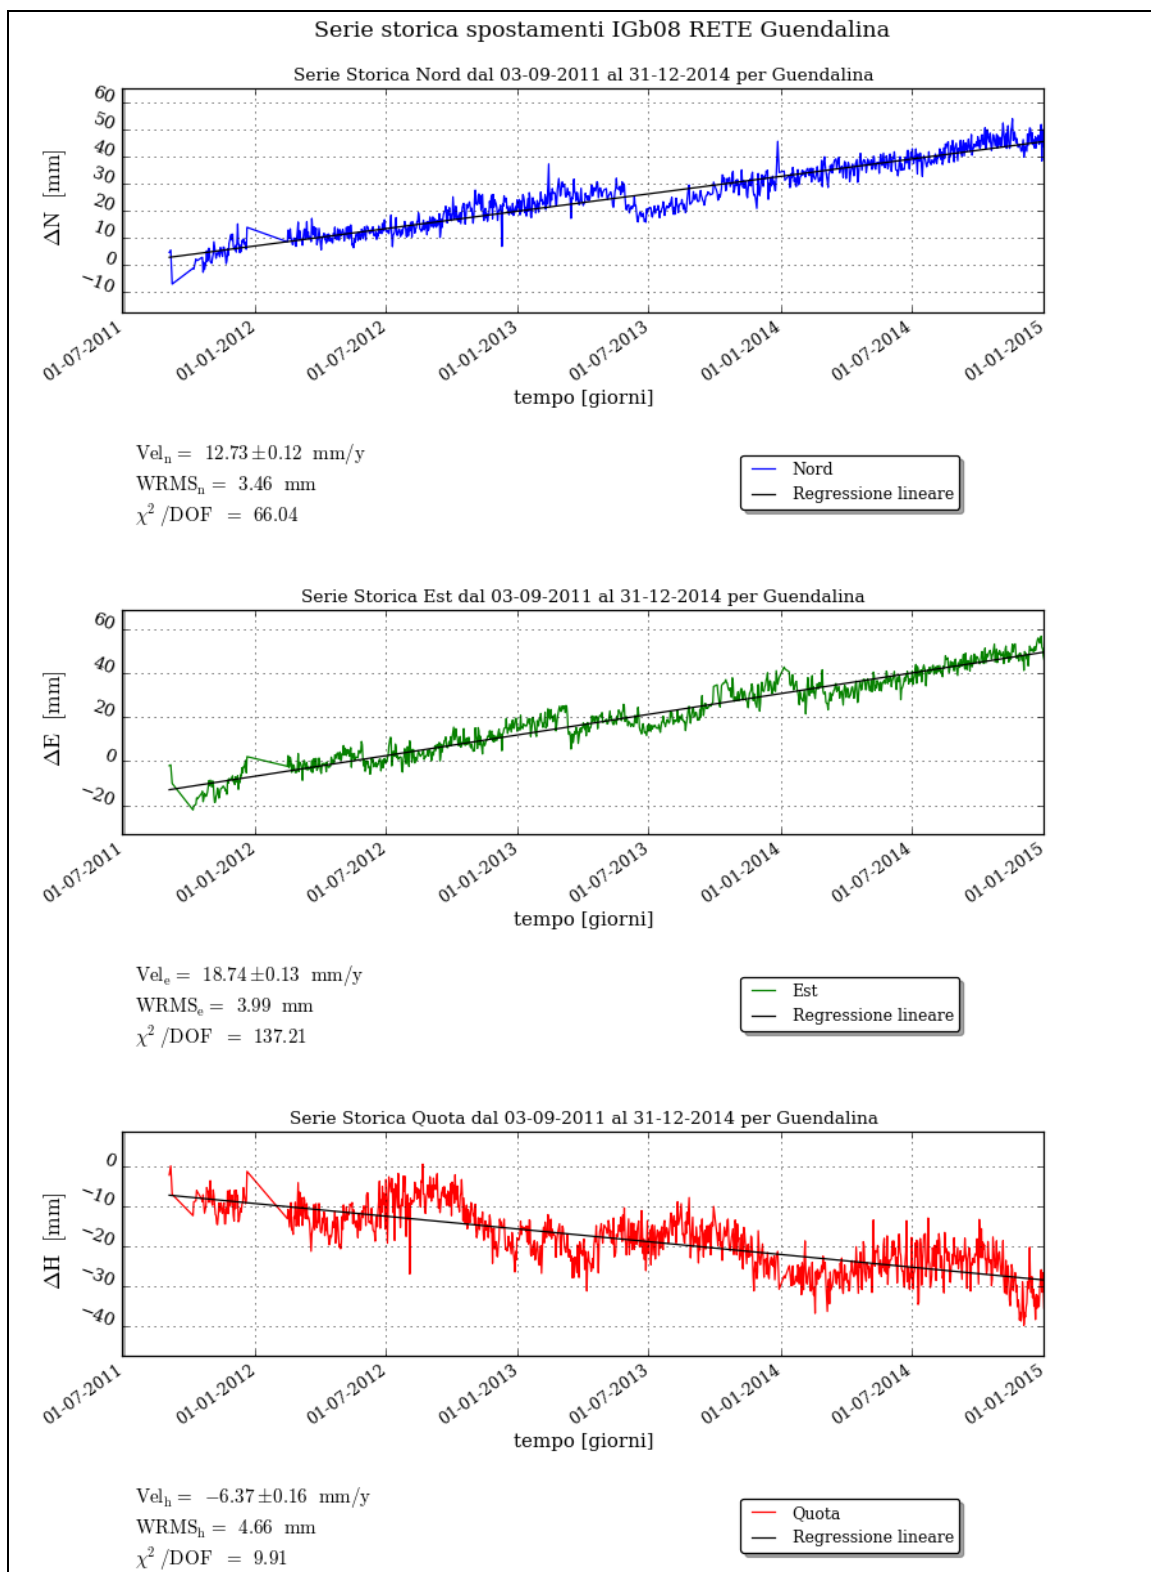 Serie storica spostamenti IGb08 RETE Guendalina
Serie Storica Nord dal 03-09-2011 al 31-12-2014 per Guendalina
60
50
40
30
20
10
0
−10
ΔN [mm]
01-07-2011
01-01-2012
01-07-2012
01-01-2013
01-07-2013
01-01-2014
01-07-2014
01-01-2015
tempo [giorni]
Velₙ = 12.73±0.12 mm/y
WRMSₙ = 3.46 mm
χ² /DOF = 66.04
Nord
Regressione lineare
Serie Storica Est dal 03-09-2011 al 31-12-2014 per Guendalina
60
40
20
0
−20
ΔE [mm]
01-07-2011
01-01-2012
01-07-2012
01-01-2013
01-07-2013
01-01-2014
01-07-2014
01-01-2015
tempo [giorni]
Velₑ = 18.74±0.13 mm/y
WRMSₑ = 3.99 mm
χ² /DOF = 137.21
Est
Regressione lineare
Serie Storica Quota dal 03-09-2011 al 31-12-2014 per Guendalina
0
−10
−20
−30
−40
ΔH [mm]
01-07-2011
01-01-2012
01-07-2012
01-01-2013
01-07-2013
01-01-2014
01-07-2014
01-01-2015
tempo [giorni]
Velₕ = −6.37±0.16 mm/y
WRMSₕ = 4.66 mm
χ² /DOF = 9.91
Quota
Regressione lineare